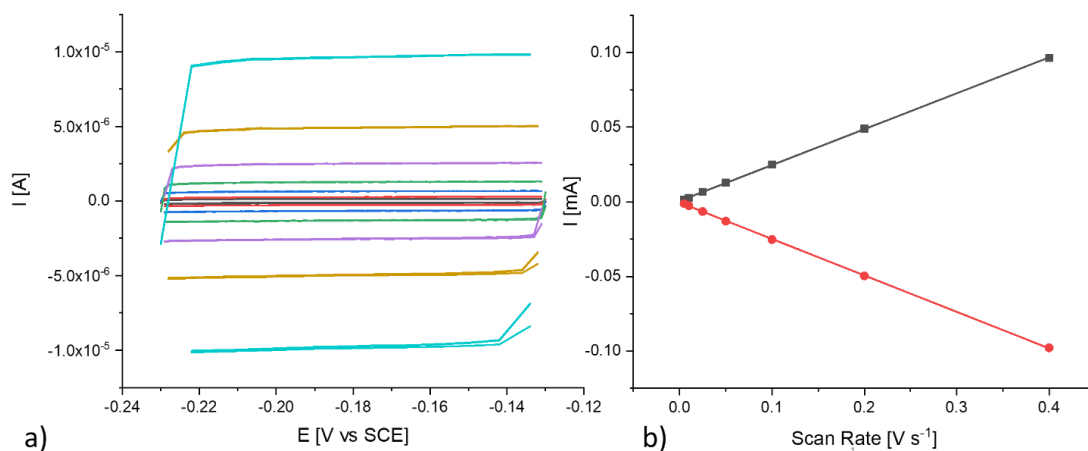 1.0x10⁻⁵
5.0x10⁻⁶
0.0
-5.0x10⁻⁶
-1.0x10⁻⁵
I [A]
-0.24
-0.22
-0.20
-0.18
-0.16
-0.14
-0.12
E [V vs SCE]
a)
0.10
0.05
0.00
-0.05
-0.10
I [mA]
0.0
0.1
0.2
0.3
0.4
Scan Rate [V s⁻¹]
b)